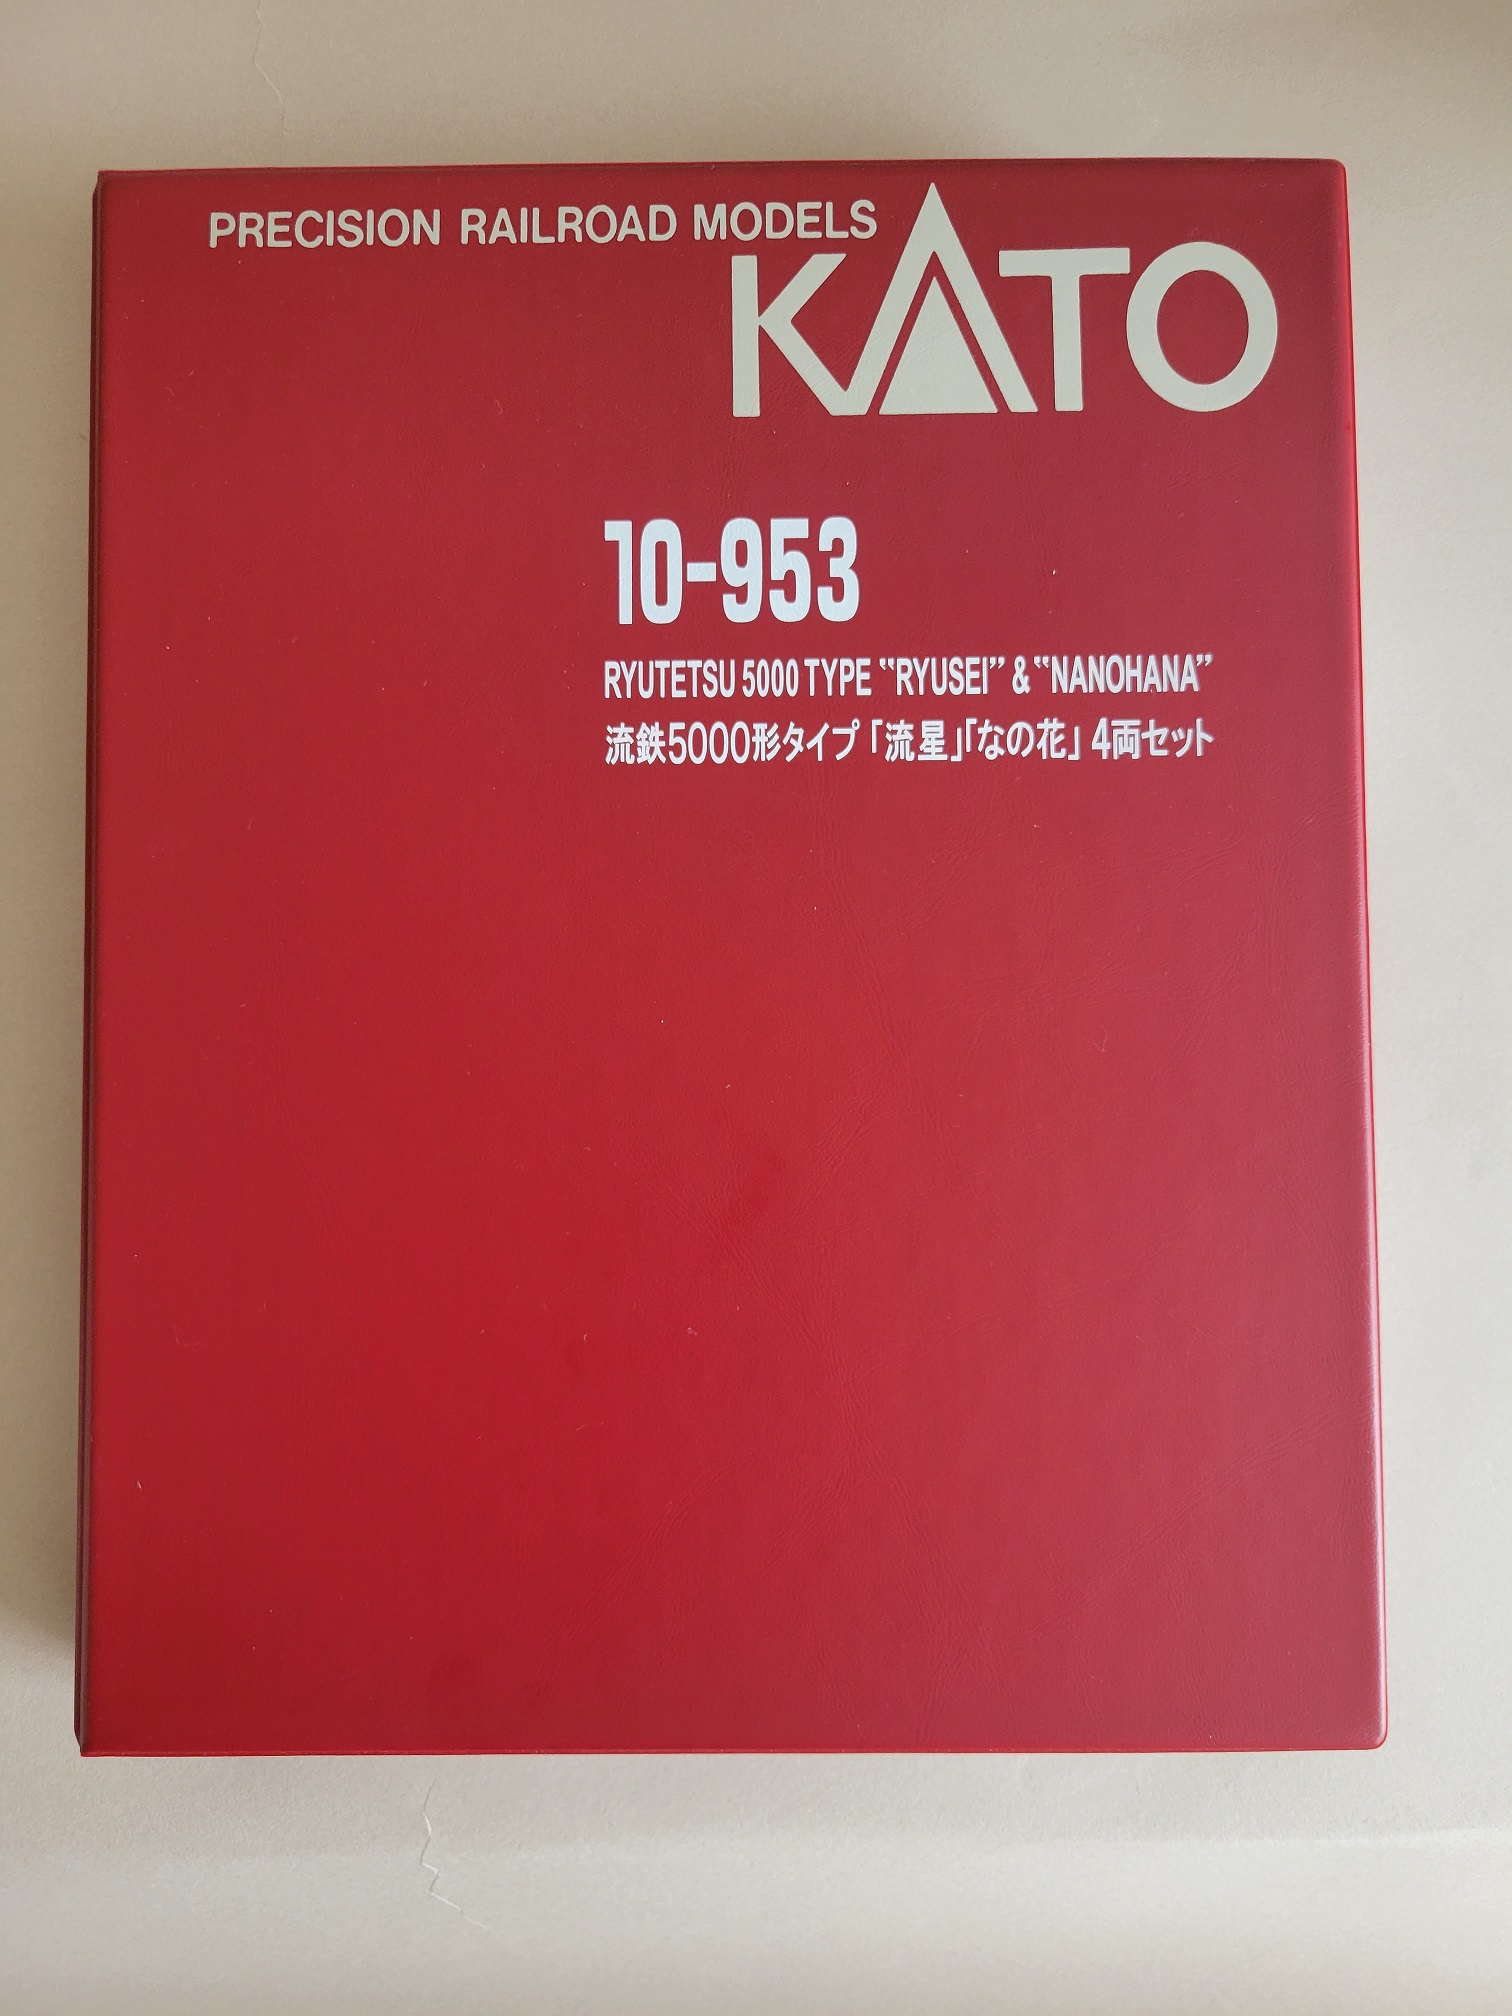 PRECISION RAILROAD MODELS
KATO
10-953
RYUTETSU 5000 TYPE “RYUSEI” & “NANOHANA”
流鉄5000形タイプ「流星」「なの花」4両セット